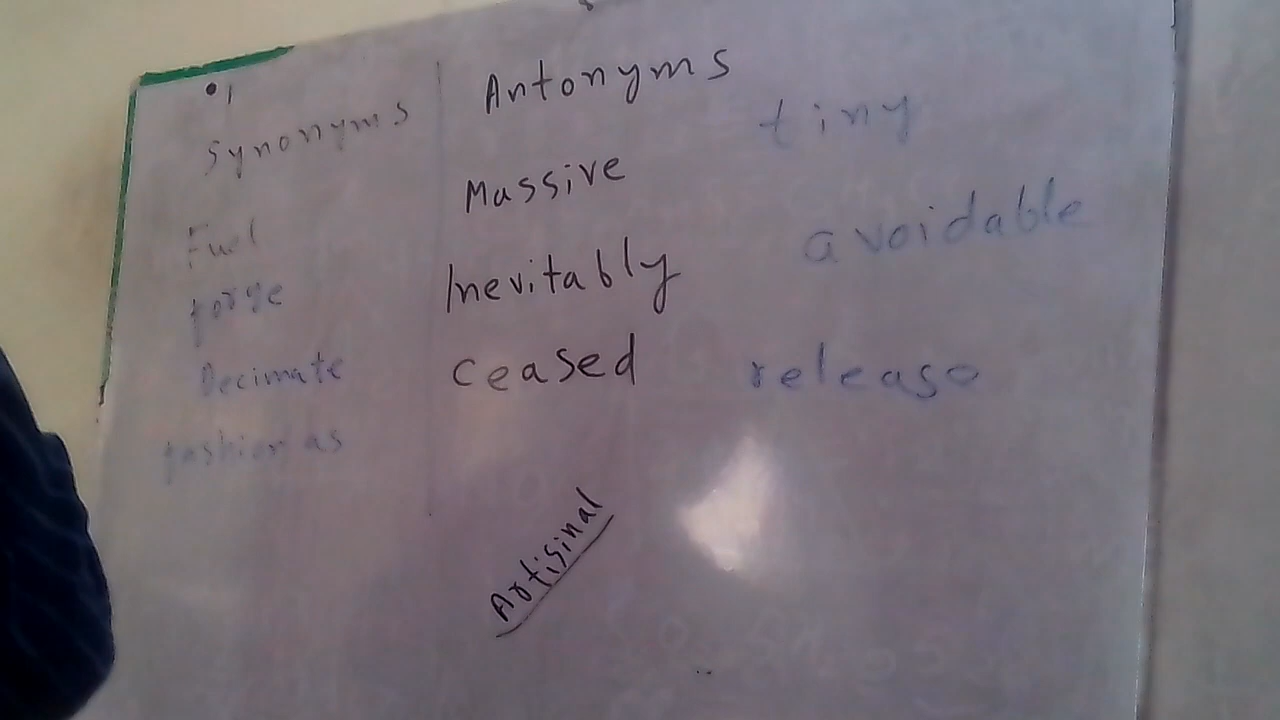 Synonyms
Fuel
forge
Decimate
fashion as
Antonyms
Massive tiny
Inevitably avoidable
Ceased release
Artisinal